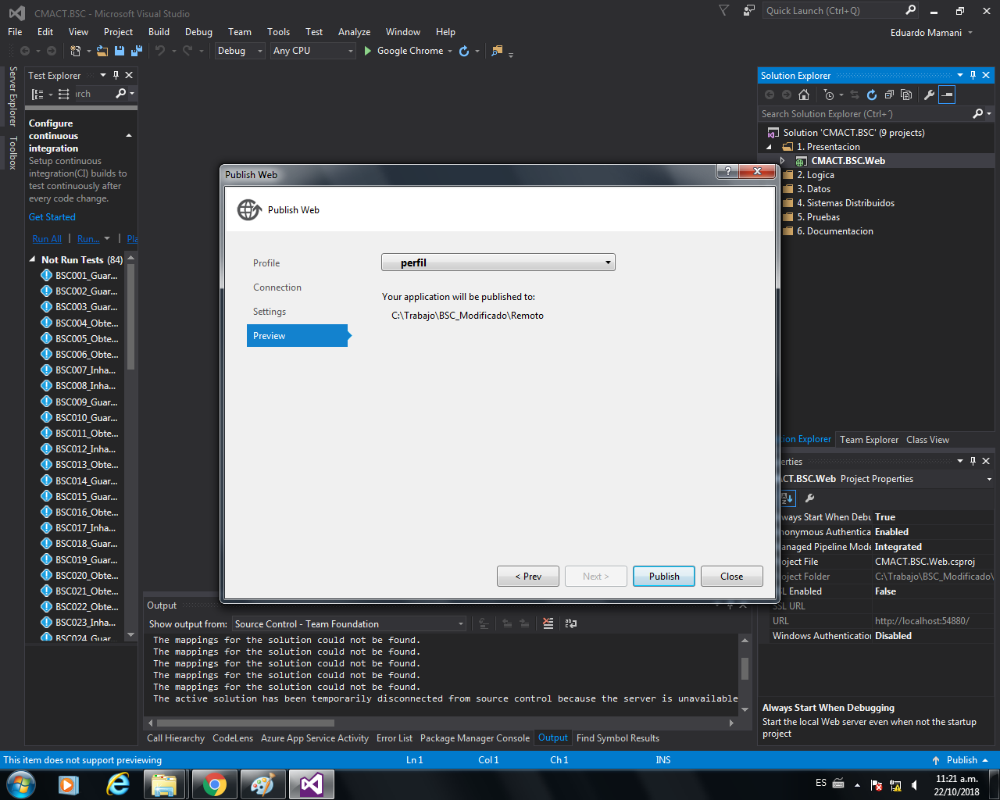 CMACT.BSC - Microsoft Visual Studio
Quick Launch (Ctrl+Q)
File Edit View Project Build Debug Team Tools Test Analyze Window Help
Eduardo Mamani
Debug Any CPU Google Chrome
Server Explorer
Toolbox
Test Explorer
Configure
continuous
integration
Setup continuous
integration(CI) builds to
test continuously after
every code change.
Get Started
Run All | Run... | Pla
Not Run Tests (84)
BSC001_Guar...
BSC002_Guar...
BSC003_Guar...
BSC004_Obte...
BSC005_Obte...
BSC006_Obte...
BSC007_Inha...
BSC008_Inha...
BSC009_Guar...
BSC010_Guar...
BSC011_Obte...
BSC012_Inha...
BSC013_Obte...
BSC014_Guar...
BSC015_Guar...
BSC016_Obte...
BSC017_Inha...
BSC018_Guar...
BSC019_Guar...
BSC020_Obte...
BSC021_Obte...
BSC022_Obte...
BSC023_Inha...
BSC024_Guar...
Publish Web
?
Publish Web
Profile
Connection
Settings
Preview
perfil
Your application will be published to:
C:\Trabajo\BSC_Modificado\Remoto
< Prev Next > Publish Close
Output
Show output from: Source Control - Team Foundation
The mappings for the solution could not be found.
The mappings for the solution could not be found.
The mappings for the solution could not be found.
The mappings for the solution could not be found.
The mappings for the solution could not be found.
The active solution has been temporarily disconnected from source control because the server is unavailable
Call Hierarchy CodeLens Azure App Service Activity Error List Package Manager Console Output Find Symbol Results
Solution Explorer
Search Solution Explorer (Ctrl+´)
Solution 'CMACT.BSC' (9 projects)
1. Presentacion
CMACT.BSC.Web
2. Logica
3. Datos
4. Sistemas Distribuidos
5. Pruebas
6. Documentacion
Explorer Team Explorer Class View
CMACT.BSC.Web Project Properties
Always Start When Debu True
Anonymous Authentica Enabled
Managed Pipeline Mode Integrated
Project File CMACT.BSC.Web.csproj
Project Folder C:\Trabajo\BSC_Modificado\
SSL Enabled False
SSL URL
URL http://localhost:54880/
Windows Authentication Disabled
Always Start When Debugging
Start the local Web server even when not the startup
project
This item does not support previewing Ln 1 Col 1 Ch 1 INS Publish
ES
11:21 a.m.
22/10/2018